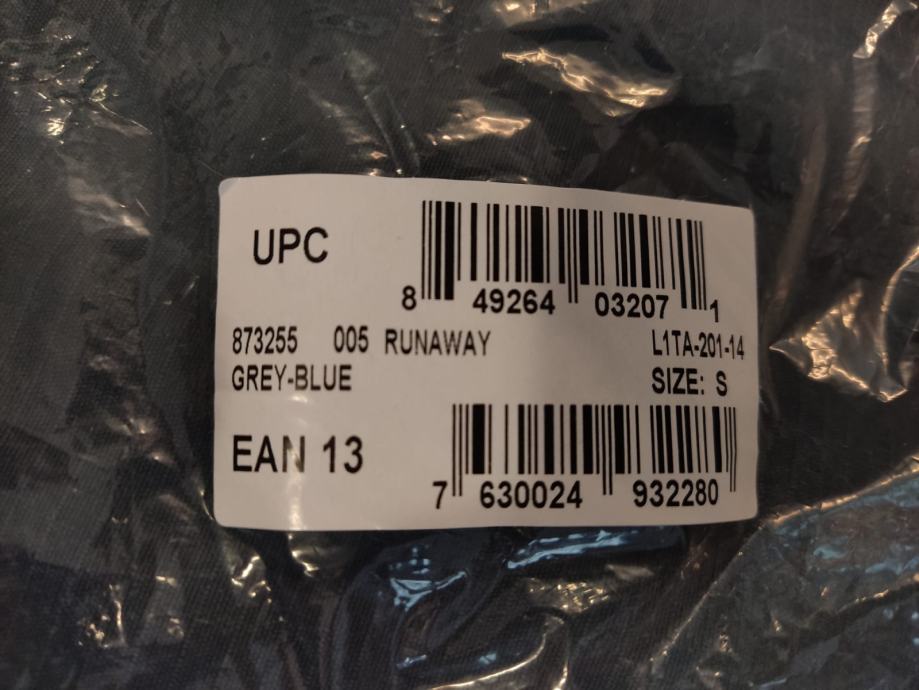 UPC
8 49264 03207 1
873255 005 RUNAWAY L1TA-201-14
GREY-BLUE SIZE: S
EAN 13
7 630024 932280